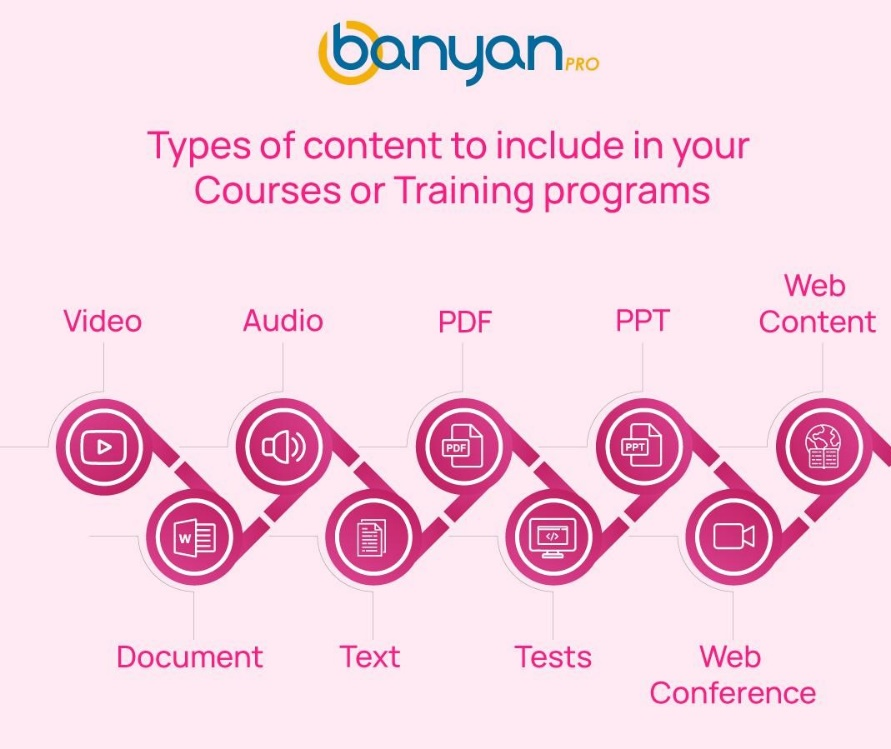 banyan PRO
Types of content to include in your
Courses or Training programs
Web
Content
Video
Audio
PDF
PPT
PDF
PPT
W
</>
Document
Text
Tests
Web
Conference